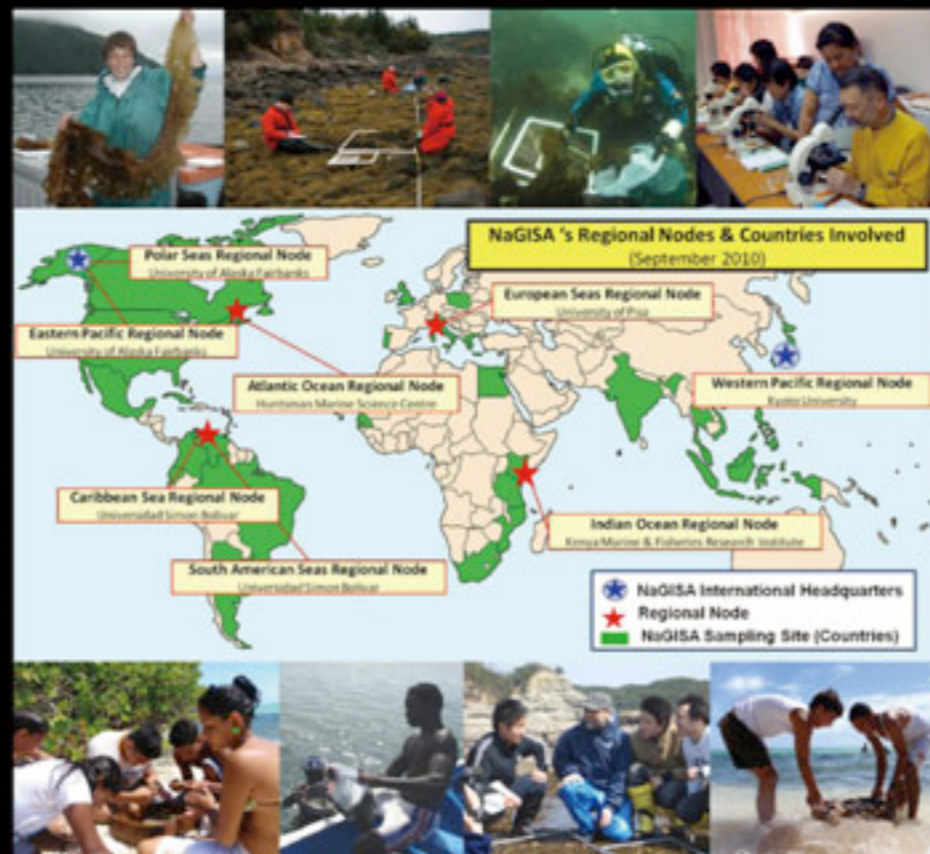 NaGISA 's Regional Nodes & Countries Involved
(September 2010)
Polar Seas Regional Node
University of Alaska Fairbanks
European Seas Regional Node
University of Pisa
Eastern Pacific Regional Node
University of Alaska Fairbanks
Atlantic Ocean Regional Node
Huntsman Marine Science Centre
Western Pacific Regional Node
Kyoto University
Caribbean Sea Regional Node
Universidad Simon Bolivar
Indian Ocean Regional Node
Kenya Marine & Fisheries Research Institute
South American Seas Regional Node
Universidad Simon Bolivar
NaGISA International Headquarters
Regional Node
NaGISA Sampling Site (Countries)